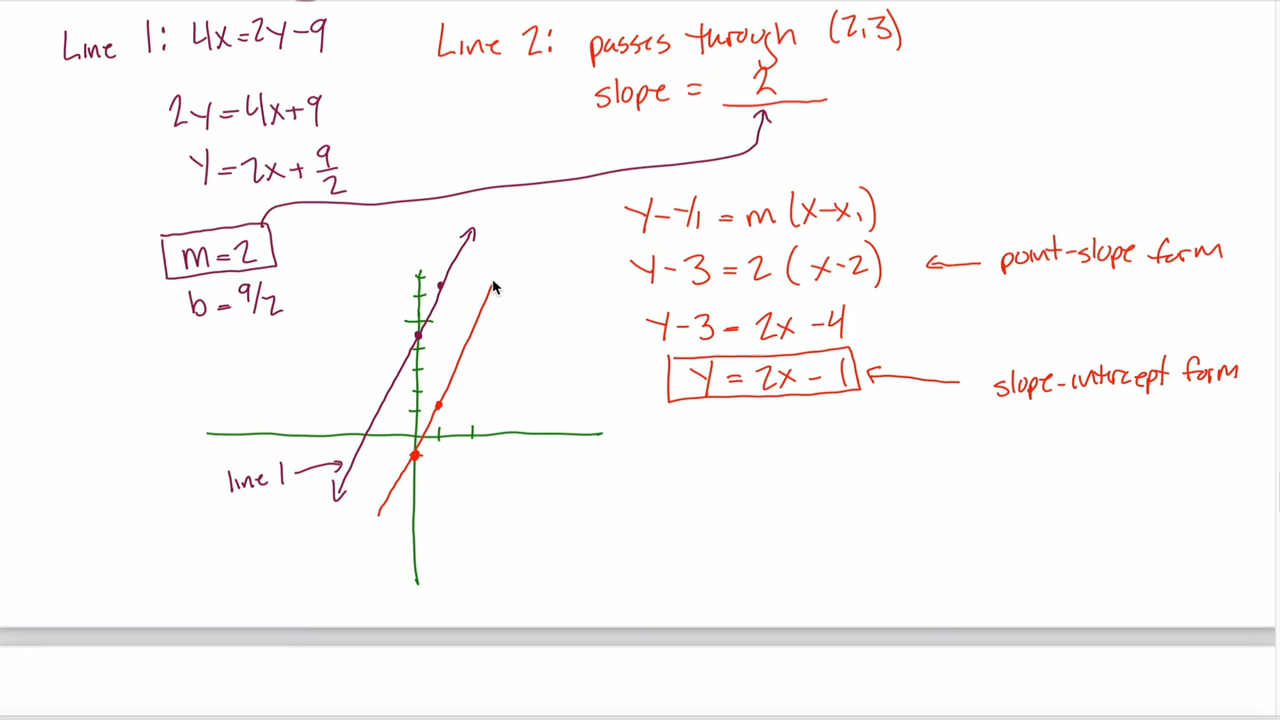 Line 1: 4x=2y-9
2y=4x+9
y=2x+9/2
m=2
b=9/2
line 1
Line 2: passes through (2,3)
slope = 2
y-y₁ = m(x-x₁)
y-3=2(x-2) ← point-slope form
y-3=2x-4
y=2x-1 ← slope-intercept form